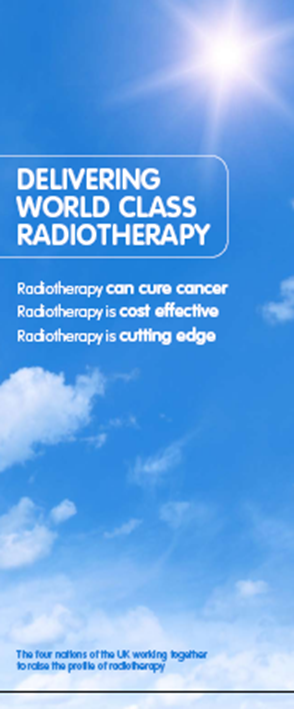 DELIVERING
WORLD CLASS
RADIOTHERAPY
Radiotherapy can cure cancer
Radiotherapy is cost effective
Radiotherapy is cutting edge
The four nations of the UK working together
to raise the profile of radiotherapy